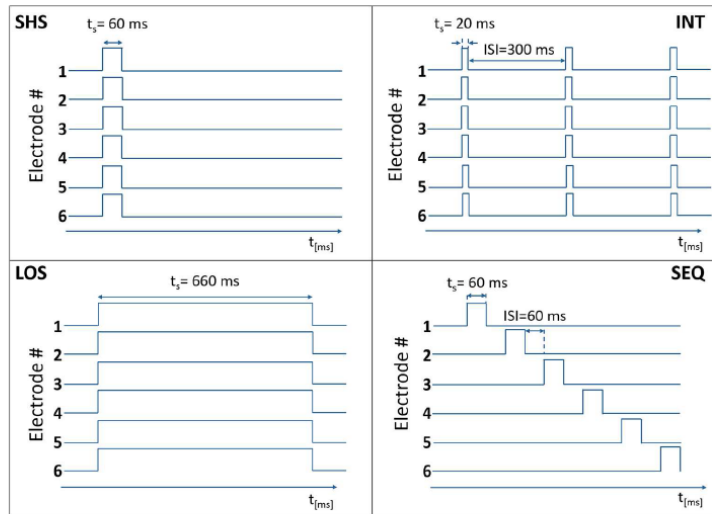 SHS
tₛ= 60 ms
Electrode #
1
2
3
4
5
6
t[ms]
INT
tₛ= 20 ms
ISI=300 ms
Electrode #
1
2
3
4
5
6
t[ms]
LOS
tₛ= 660 ms
Electrode #
1
2
3
4
5
6
t[ms]
SEQ
tₛ= 60 ms
ISI=60 ms
Electrode #
1
2
3
4
5
6
t[ms]